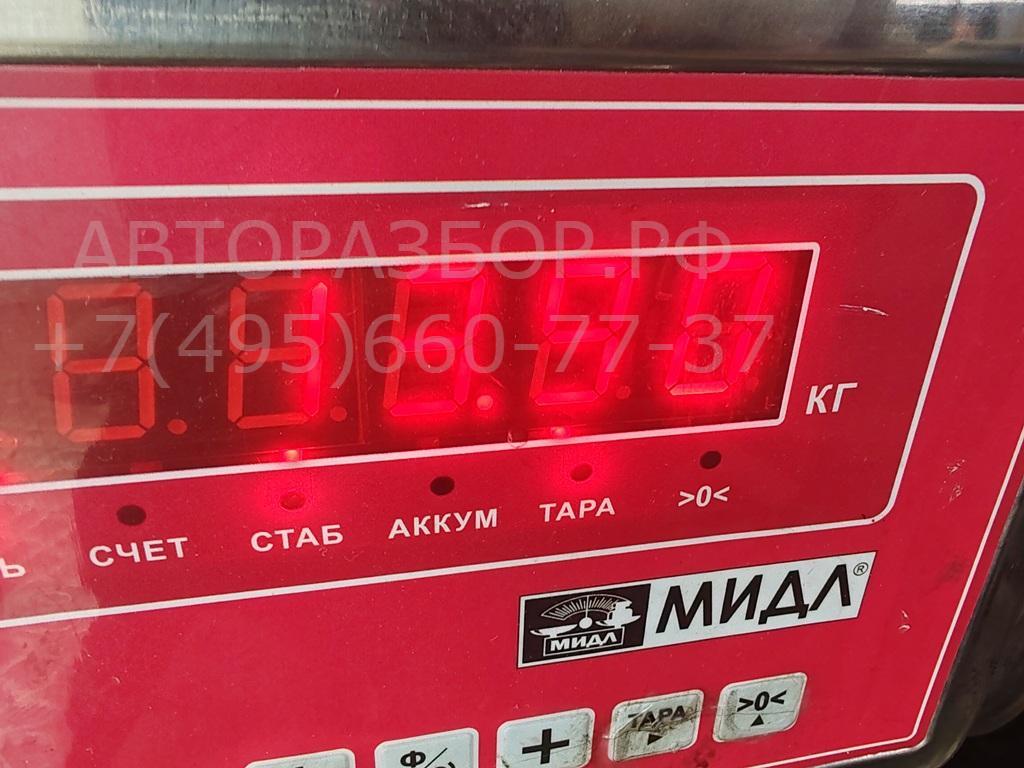 АВТОРАЗБОР.РФ
+7(495)660-77-37
КГ
СЧЕТ СТАБ АККУМ ТАРА >0<
МИДЛ МИДЛ®
+ ТАРА >0<